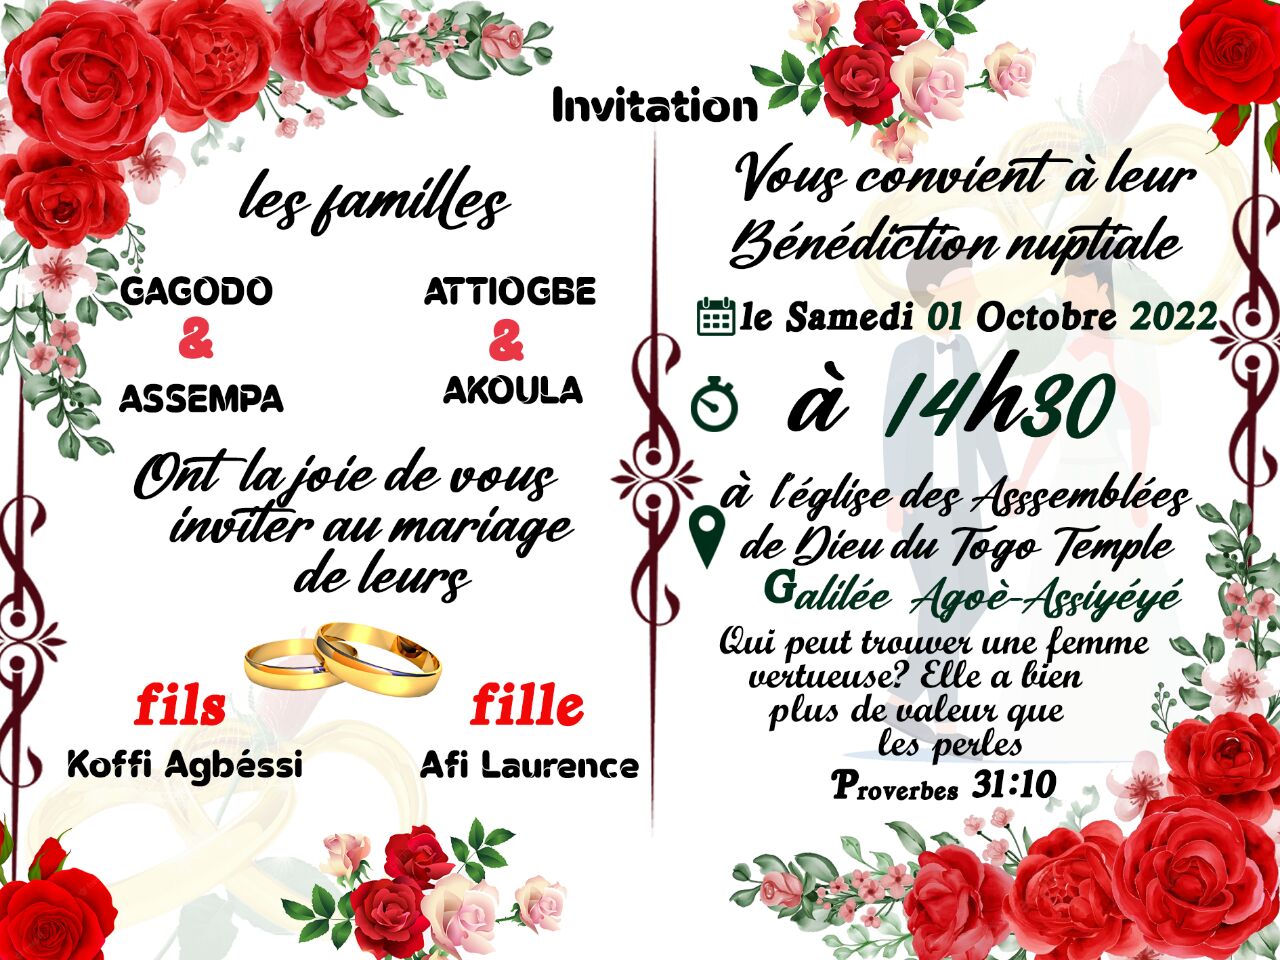 Invitation
les familles
GAGODO
&
ASSEMPA
ATTIOGBE
&
AKOULA
Ont la joie de vous
inviter au mariage
de leurs
fils
Koffi Agbéssi
fille
Afi Laurence
Vous convient à leur
Bénédiction nuptiale
le Samedi 01 Octobre 2022
à 14h30
à l'église des Asssemblées
de Dieu du Togo Temple
Galilée Agoè-Assiyéyé
Qui peut trouver une femme
vertueuse? Elle a bien
plus de valeur que
les perles
Proverbes 31:10